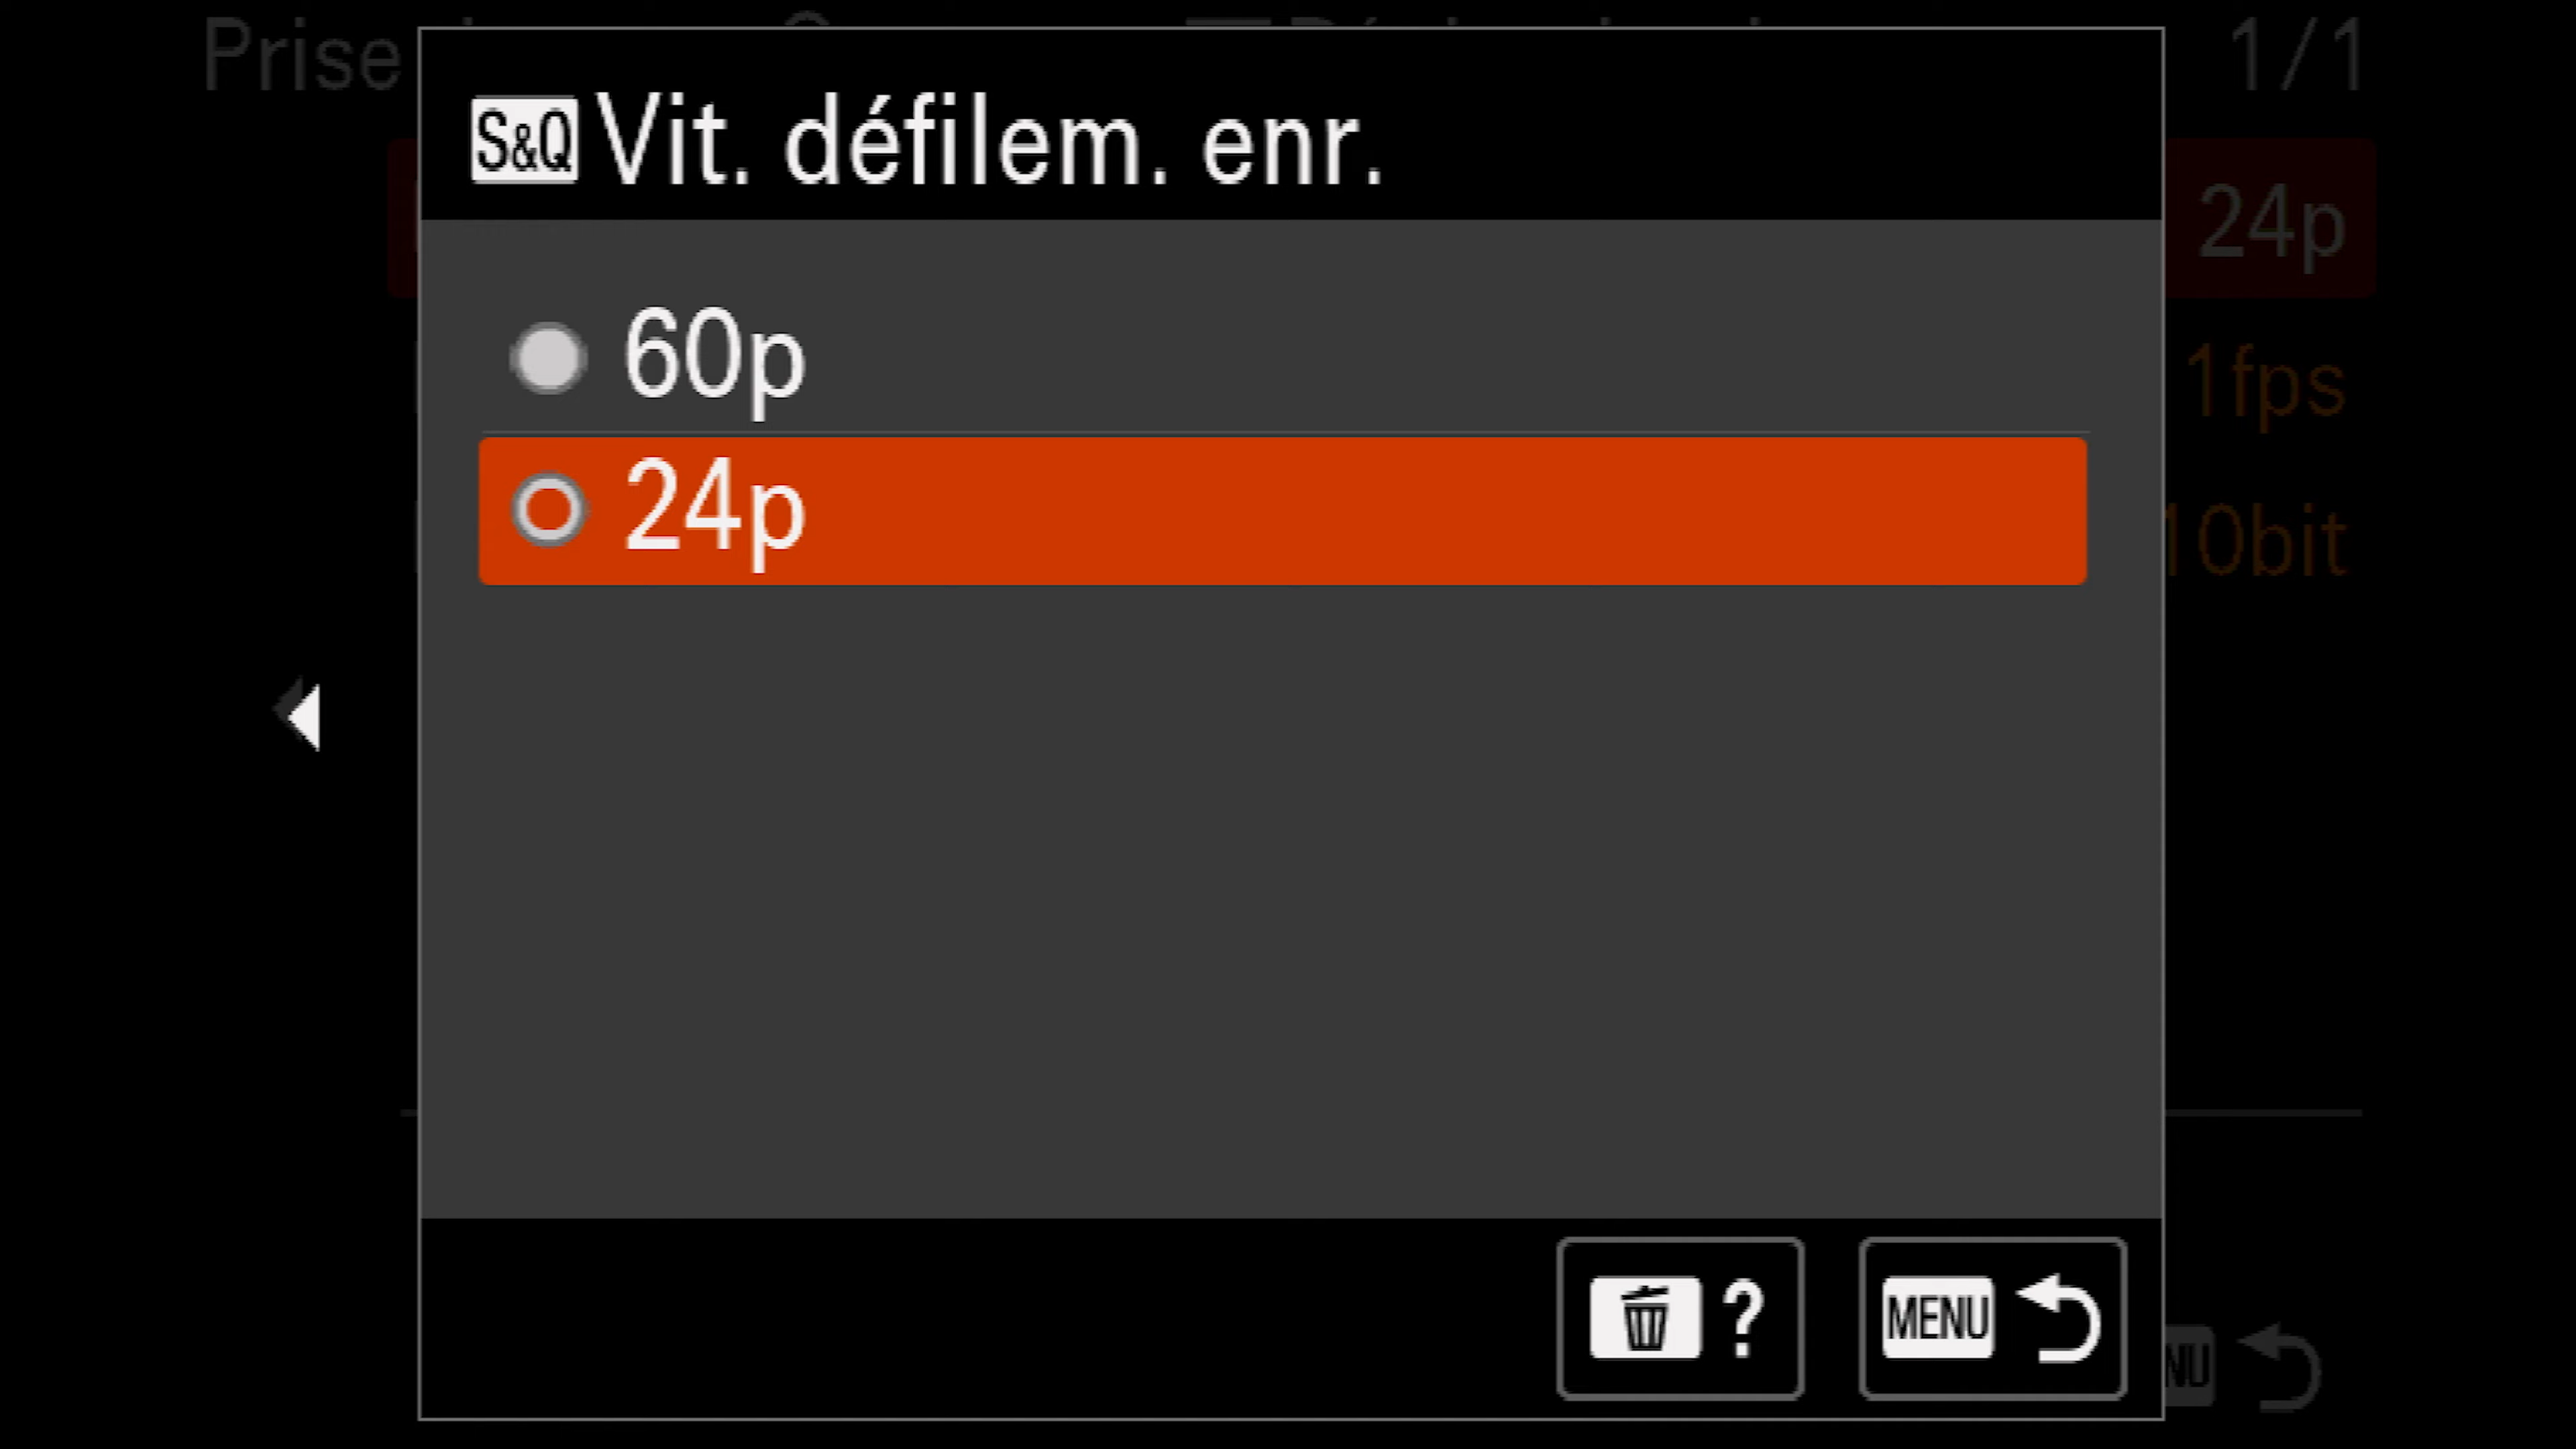 Prise
1/1
S&Q Vit. défilem. enr.
60p
24p
24p
1fps
10bit
?
MENU